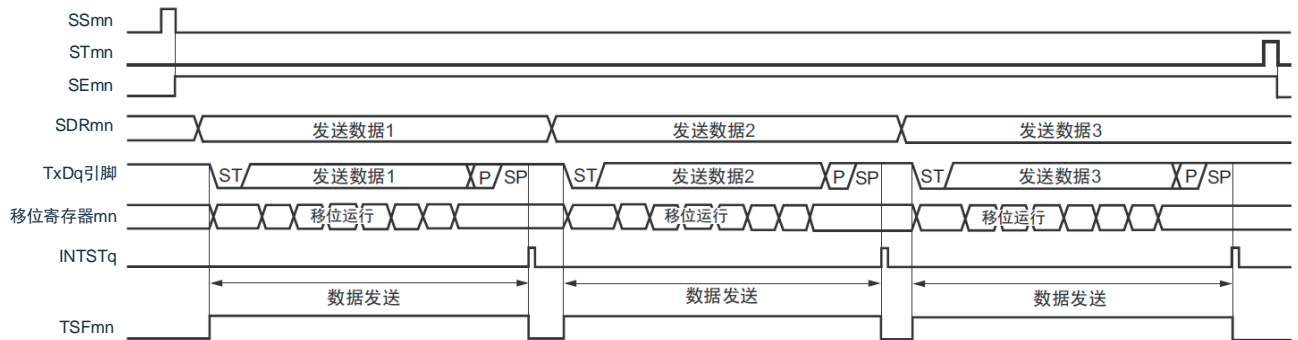 SSmn
STmn
SEmn
SDRmn 发送数据1 发送数据2 发送数据3
TxDq引脚 ST 发送数据1 P SP ST 发送数据2 P SP ST 发送数据3 P SP
移位寄存器mn 移位运行 移位运行 移位运行
INTSTq
数据发送 数据发送 数据发送
TSFmn